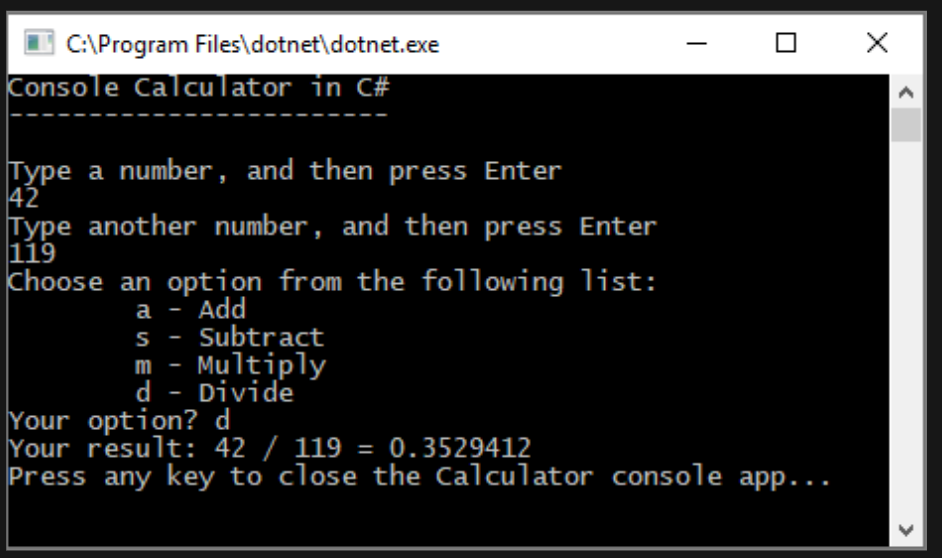 C:\Program Files\dotnet\dotnet.exe
Console Calculator in C#
------------------------
Type a number, and then press Enter
42
Type another number, and then press Enter
119
Choose an option from the following list:
a - Add
s - Subtract
m - Multiply
d - Divide
Your option? d
Your result: 42 / 119 = 0.3529412
Press any key to close the Calculator console app...